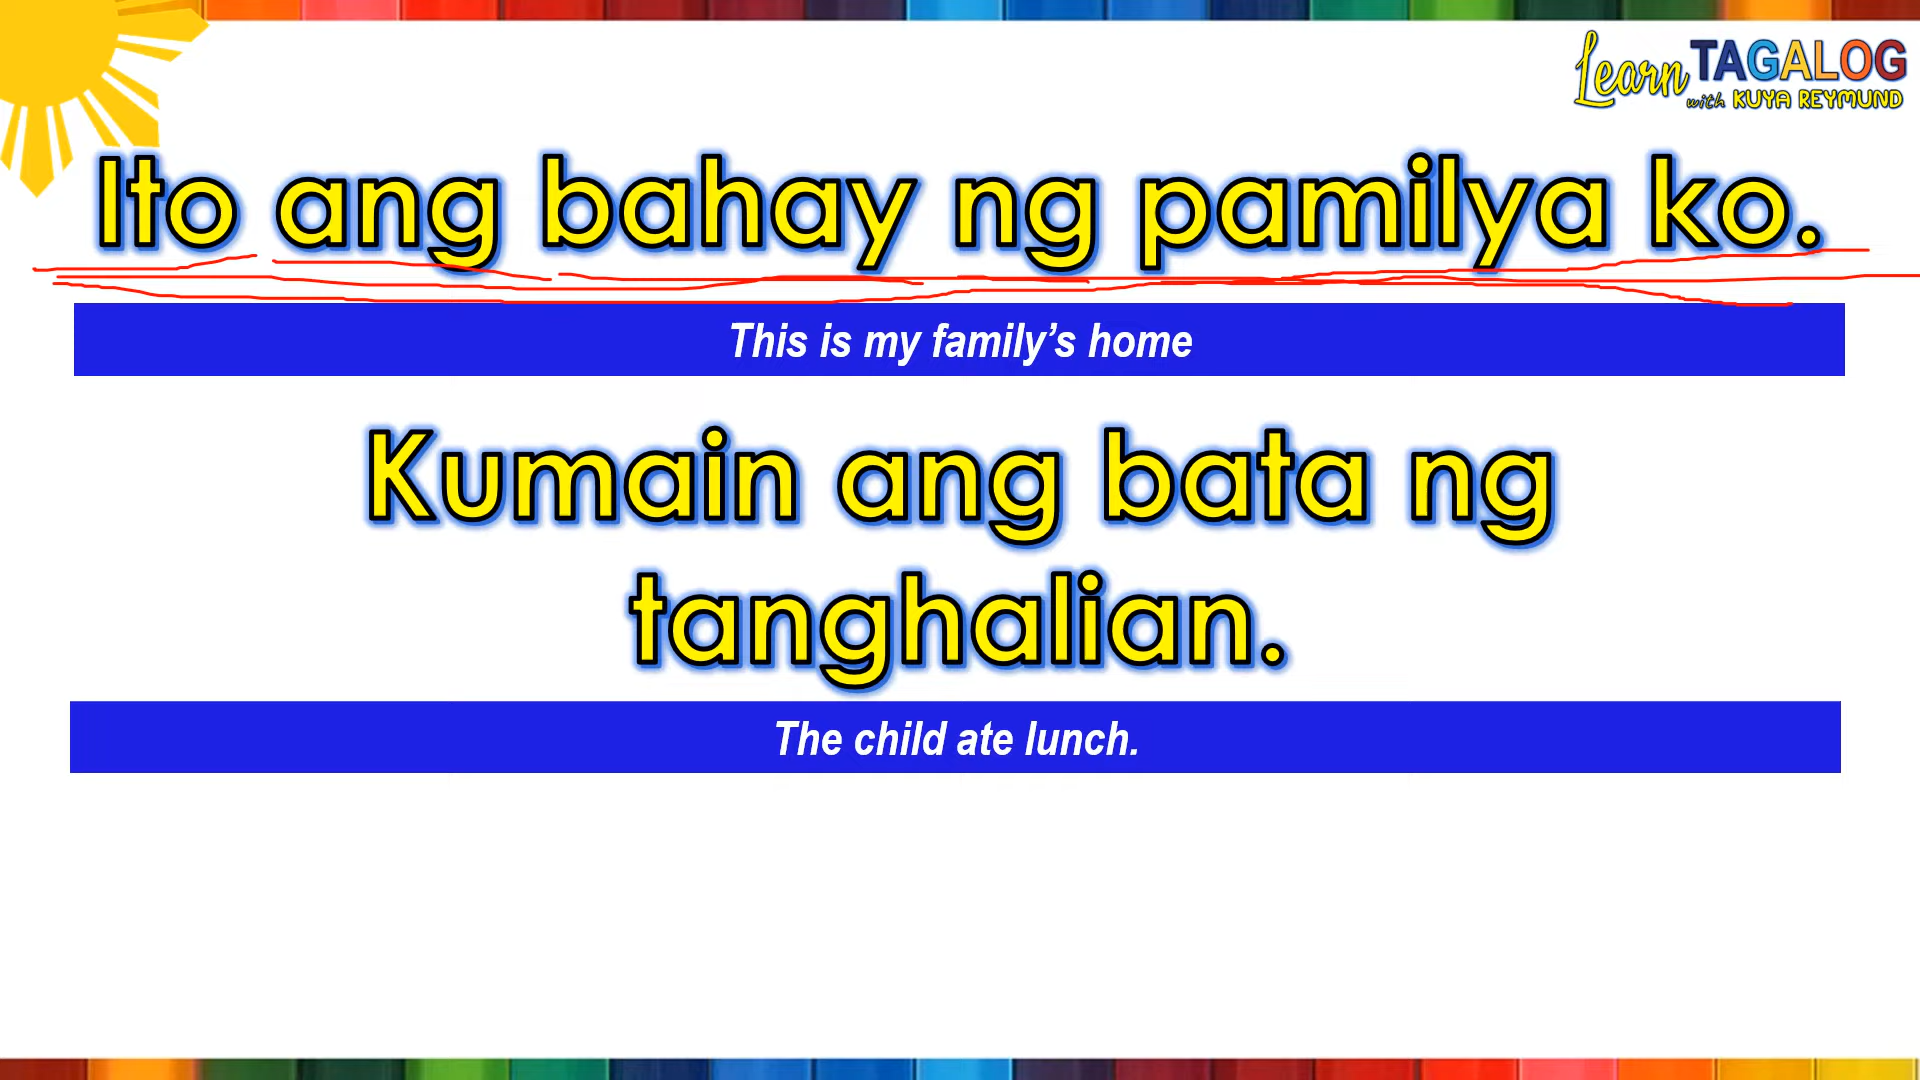 Learn TAGALOG
with KUYA REYMUND
Ito ang bahay ng pamilya ko.
This is my family’s home
Kumain ang bata ng
tanghalian.
The child ate lunch.